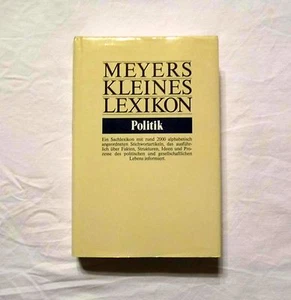 MEYERS
KLEINES
LEXIKON
Politik
Ein Sachlexikon mit rund 2000 alphabetisch
angeordneten Stichwortartikeln, das ausführ-
lich über Fakten, Strukturen, Ideen und Pro-
zesse des politischen und gesellschaftlichen
Lebens informiert.